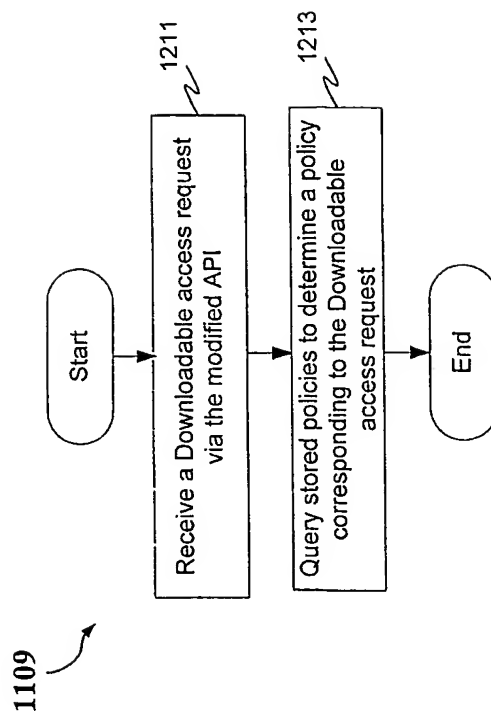 1109
Start
Receive a Downloadable access request
via the modified API
1211
Query stored policies to determine a policy
corresponding to the Downloadable
access request
1213
End